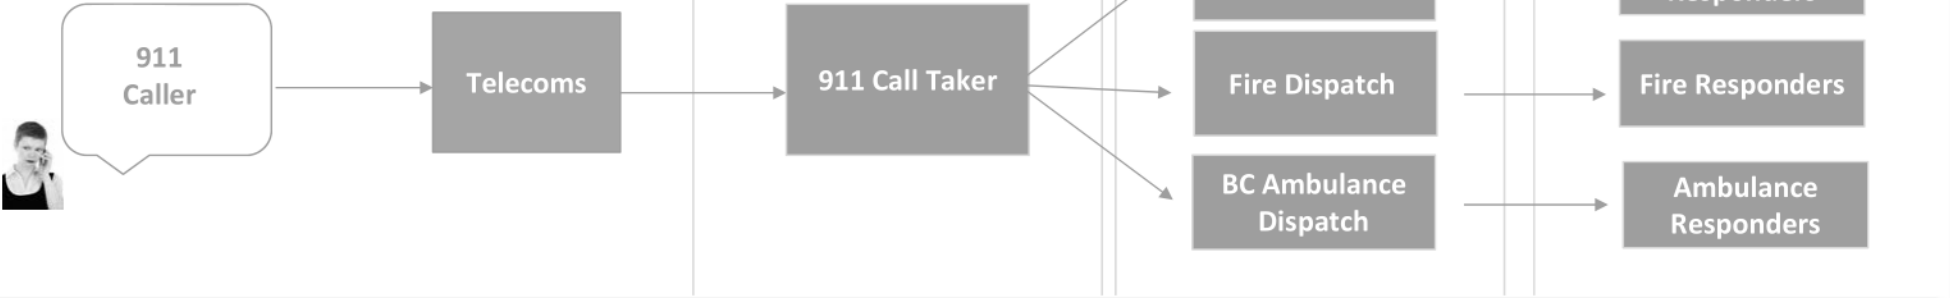 911
Caller
Telecoms
911 Call Taker
Fire Dispatch
Fire Responders
BC Ambulance
Dispatch
Ambulance
Responders